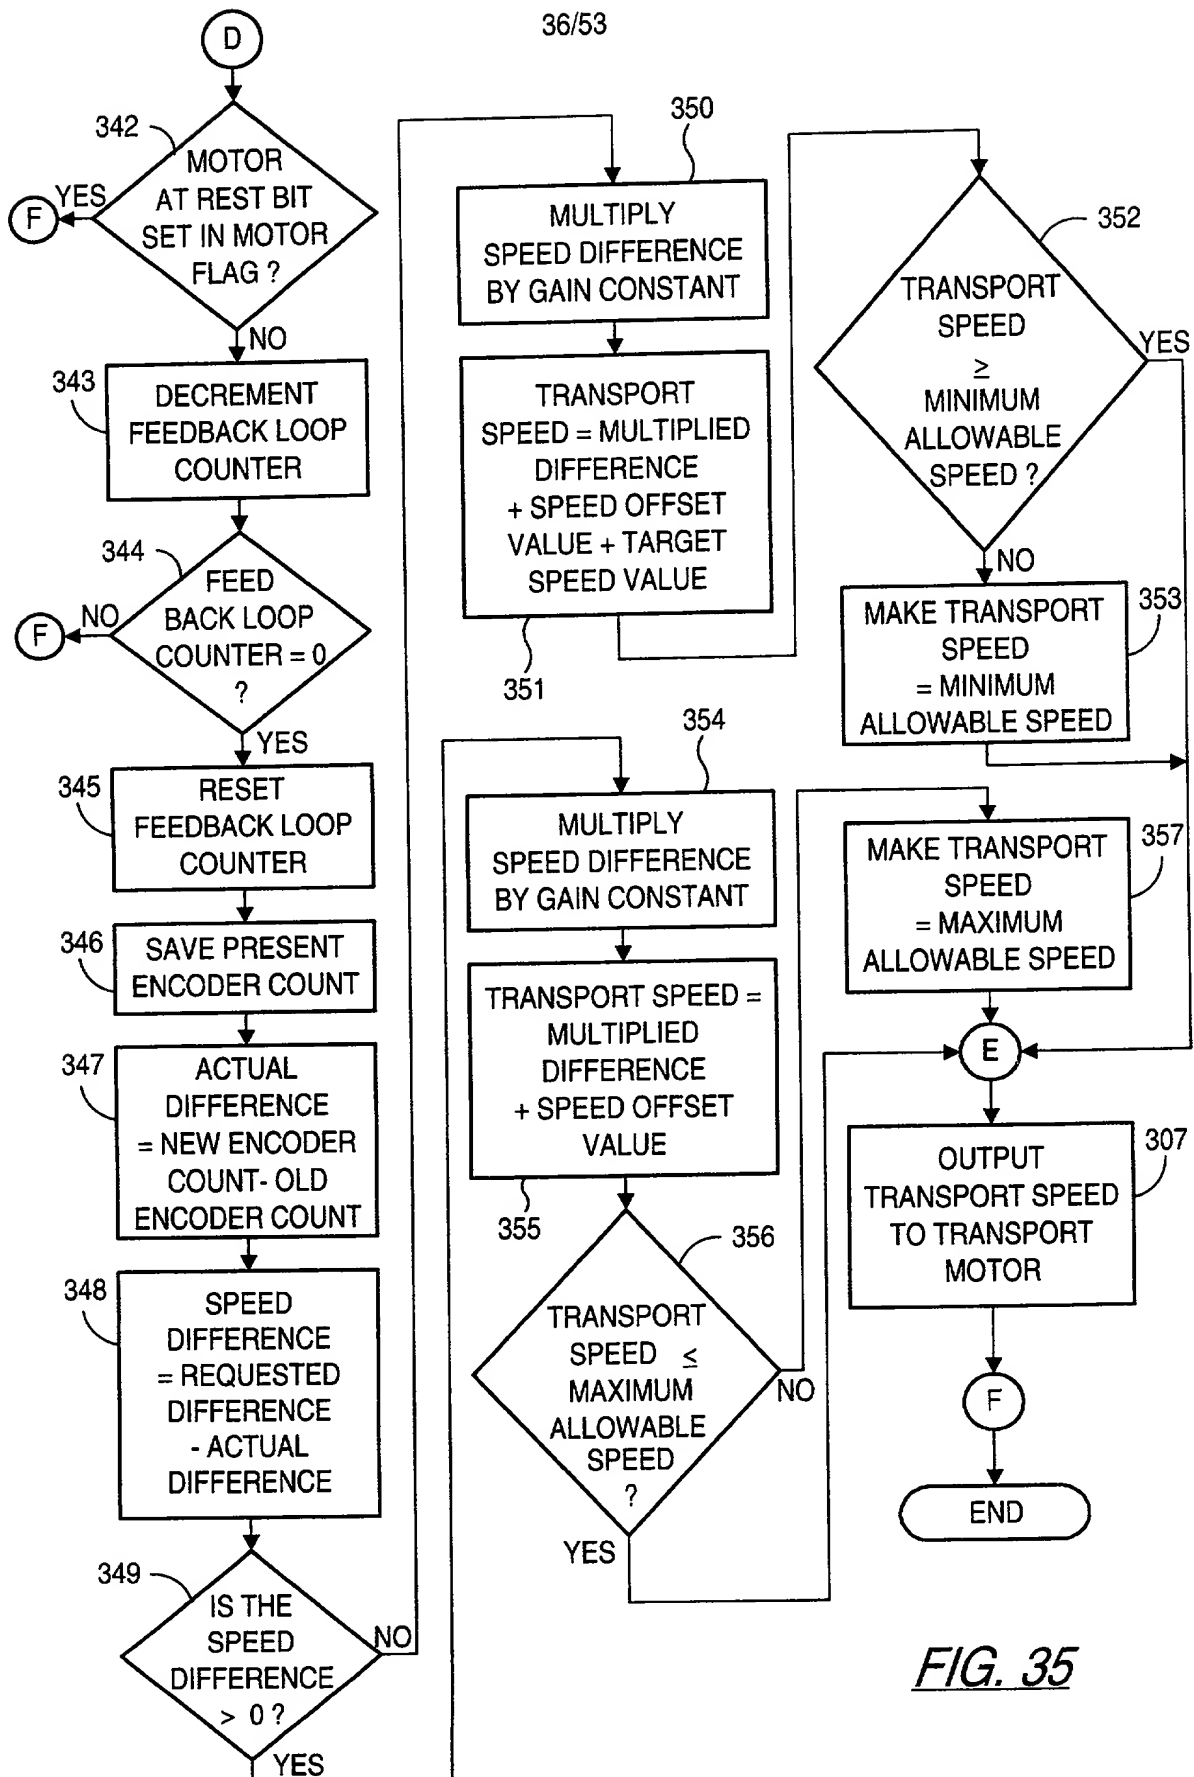 36/53
D
342
MOTOR
AT REST BIT
SET IN MOTOR
FLAG ?
YES
F
NO
343
DECREMENT
FEEDBACK LOOP
COUNTER
344
FEED
BACK LOOP
COUNTER = 0
?
NO
F
YES
345
RESET
FEEDBACK LOOP
COUNTER
346
SAVE PRESENT
ENCODER COUNT
347
ACTUAL
DIFFERENCE
= NEW ENCODER
COUNT- OLD
ENCODER COUNT
348
SPEED
DIFFERENCE
= REQUESTED
DIFFERENCE
- ACTUAL
DIFFERENCE
349
IS THE
SPEED
DIFFERENCE
> 0 ?
NO
YES
350
MULTIPLY
SPEED DIFFERENCE
BY GAIN CONSTANT
TRANSPORT
SPEED = MULTIPLIED
DIFFERENCE
+ SPEED OFFSET
VALUE + TARGET
SPEED VALUE
351
352
TRANSPORT
SPEED
≥
MINIMUM
ALLOWABLE
SPEED ?
YES
NO
353
MAKE TRANSPORT
SPEED
= MINIMUM
ALLOWABLE SPEED
354
MULTIPLY
SPEED DIFFERENCE
BY GAIN CONSTANT
TRANSPORT SPEED =
MULTIPLIED
DIFFERENCE
+ SPEED OFFSET
VALUE
355
356
TRANSPORT
SPEED ≤
MAXIMUM
ALLOWABLE
SPEED
?
NO
YES
357
MAKE TRANSPORT
SPEED
= MAXIMUM
ALLOWABLE SPEED
E
307
OUTPUT
TRANSPORT SPEED
TO TRANSPORT
MOTOR
F
END
FIG. 35